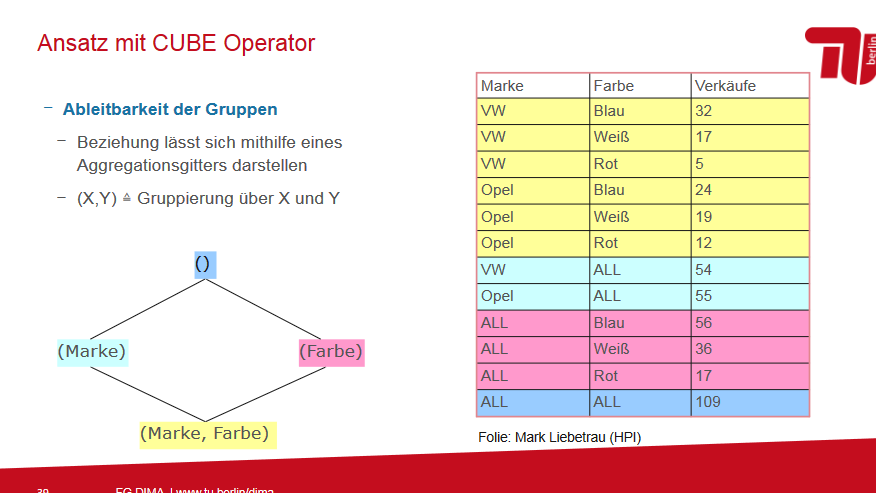 Ansatz mit CUBE Operator
berlin
– Ableitbarkeit der Gruppen
– Beziehung lässt sich mithilfe eines
Aggregationsgitters darstellen
– (X,Y) ≙ Gruppierung über X und Y
()
(Marke)
(Farbe)
(Marke, Farbe)
Marke Farbe Verkäufe
VW Blau 32
VW Weiß 17
VW Rot 5
Opel Blau 24
Opel Weiß 19
Opel Rot 12
VW ALL 54
Opel ALL 55
ALL Blau 56
ALL Weiß 36
ALL Rot 17
ALL ALL 109
Folie: Mark Liebetrau (HPI)
FG DIMA | www.tu.berlin/dima